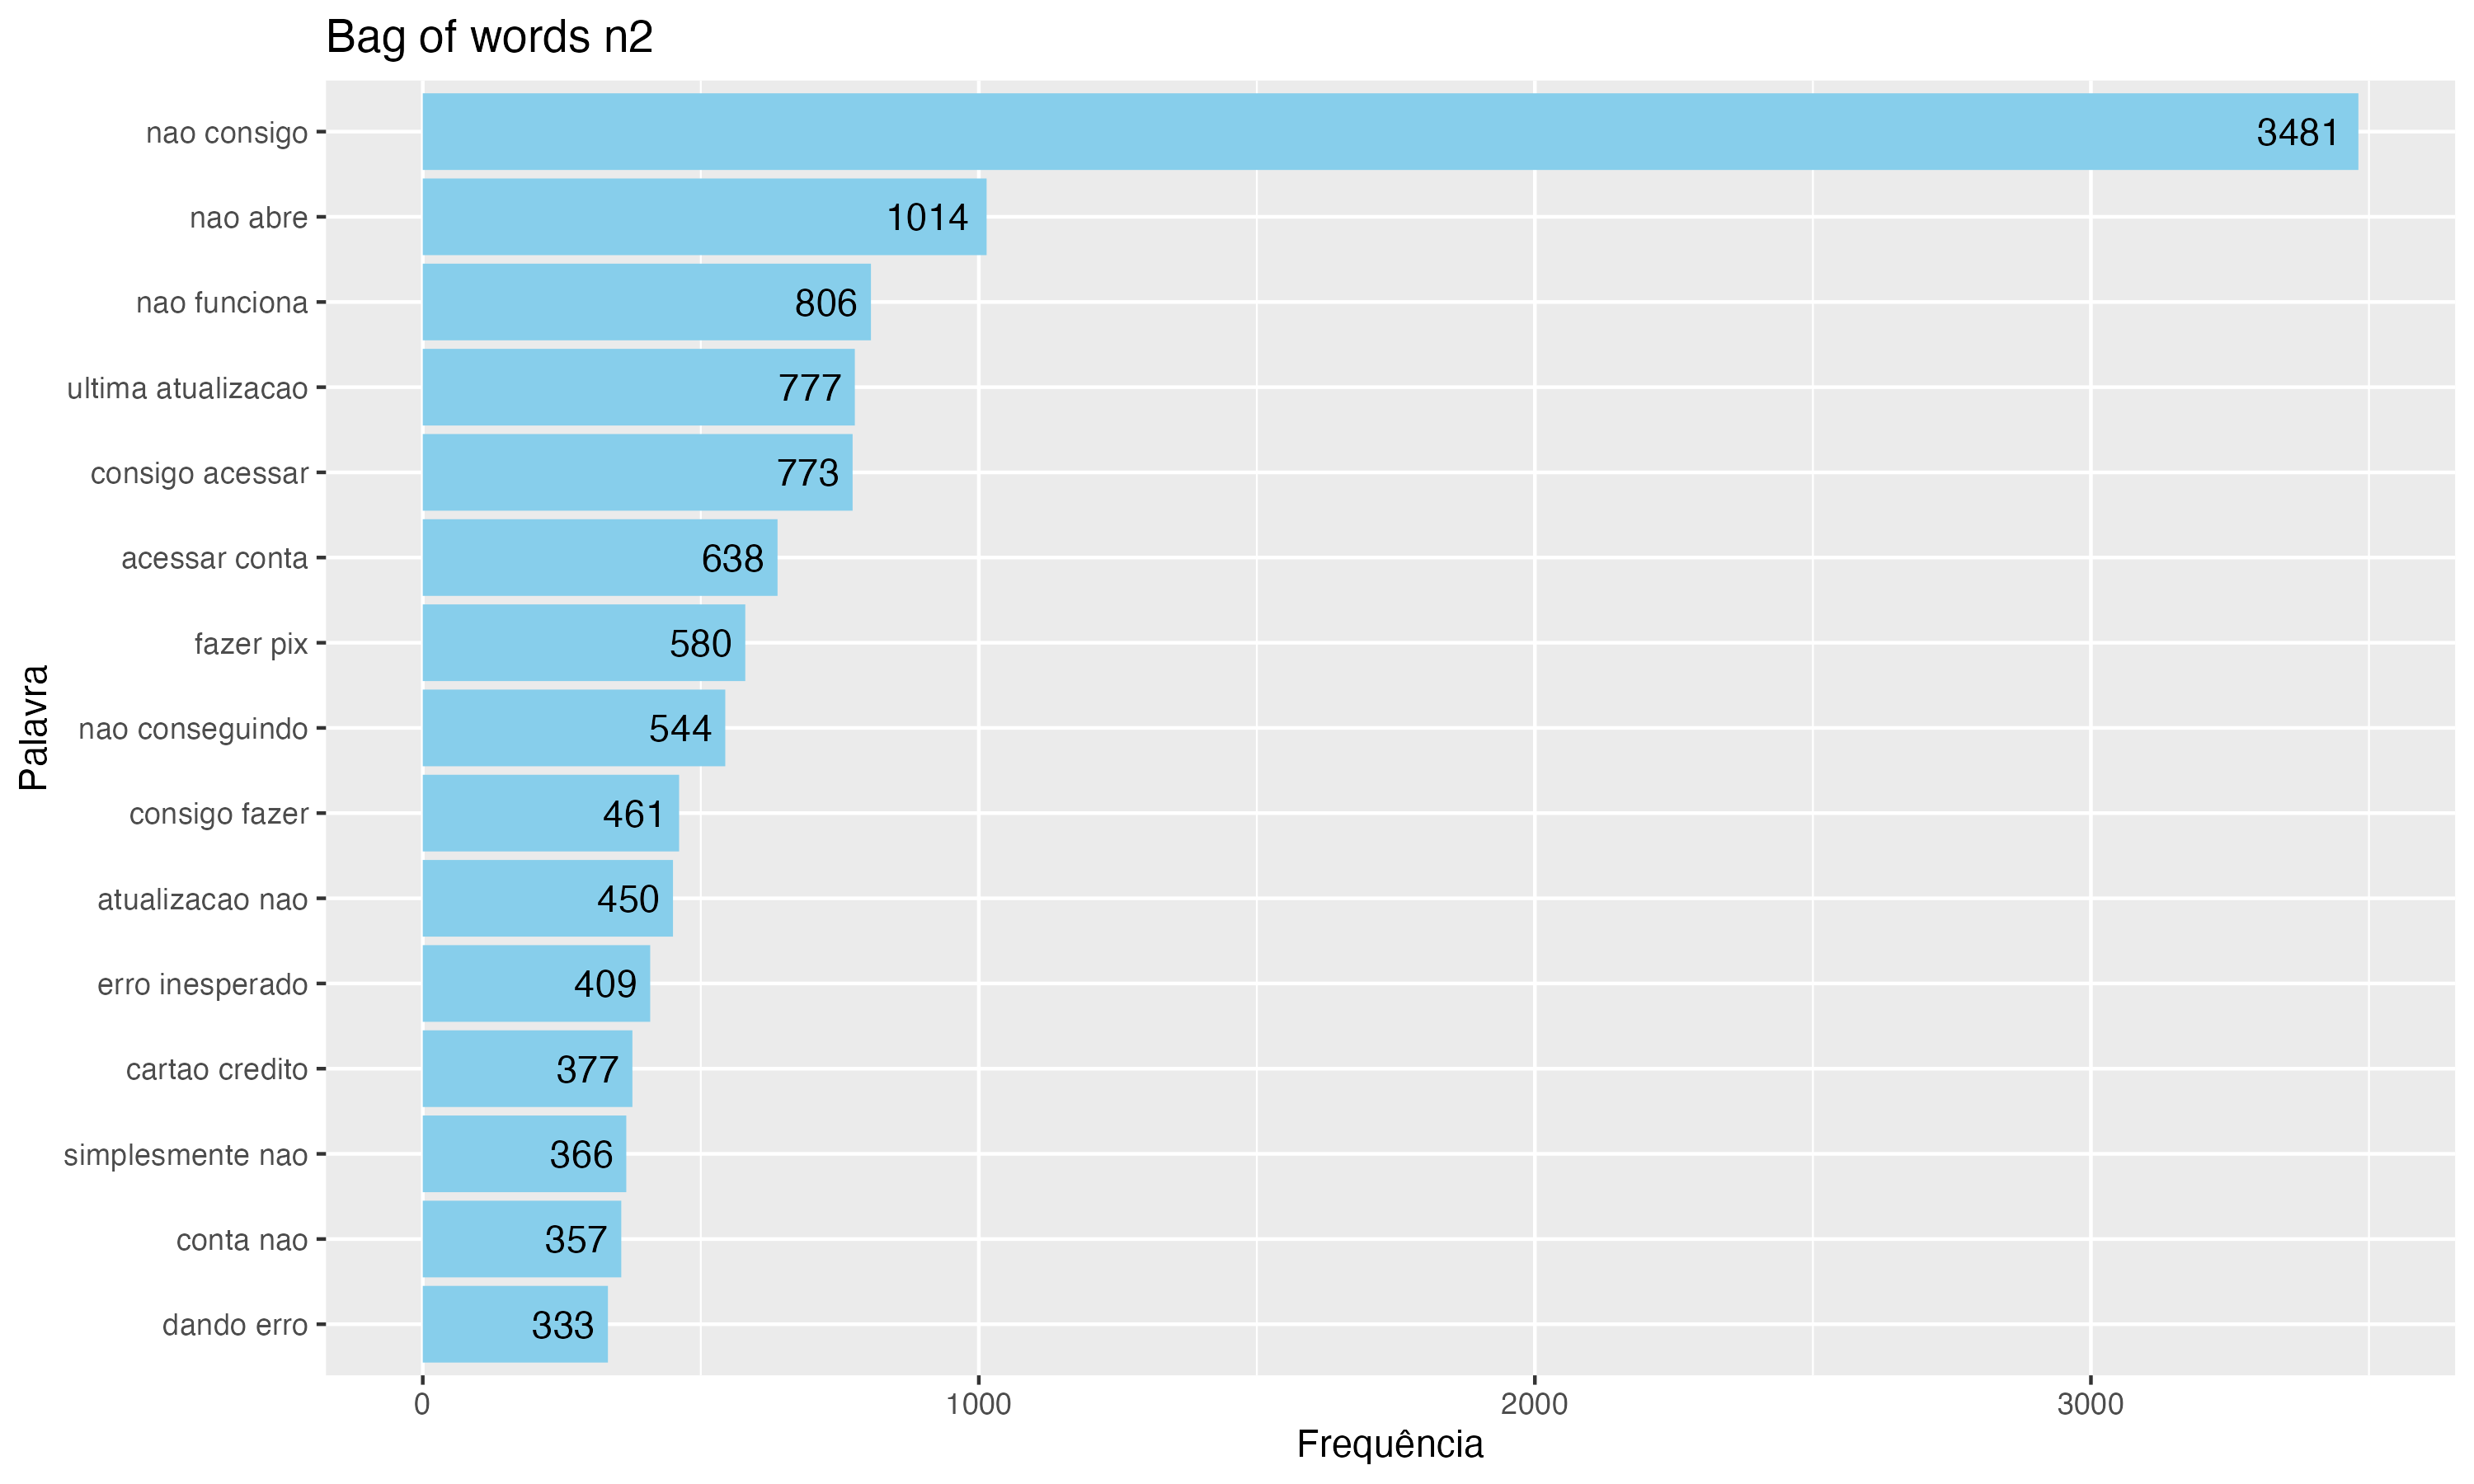 Bag of words n2
Palavra
nao consigo 3481
nao abre 1014
nao funciona 806
ultima atualizacao 777
consigo acessar 773
acessar conta 638
fazer pix 580
nao conseguindo 544
consigo fazer 461
atualizacao nao 450
erro inesperado 409
cartao credito 377
simplesmente nao 366
conta nao 357
dando erro 333
0 1000 2000 3000
Frequência